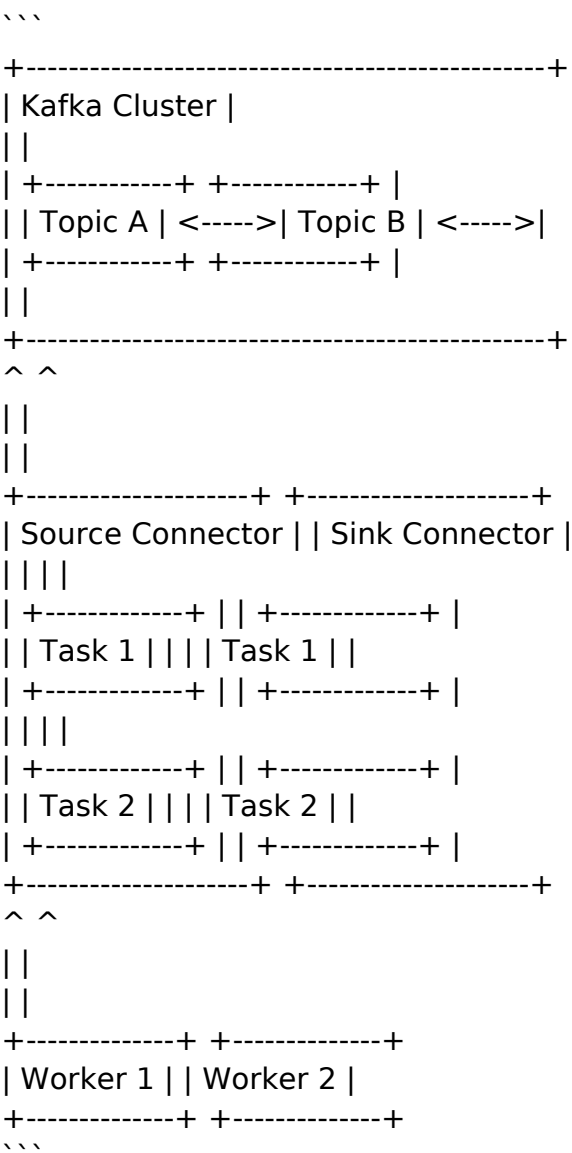 ```
+-------------------------------------------------+
| Kafka Cluster |
| |
| +------------+ +------------+ |
| | Topic A | <----->| Topic B | <----->|
| +------------+ +------------+ |
| |
+-------------------------------------------------+
^ ^
| |
| |
+---------------------+ +---------------------+
| Source Connector | | Sink Connector |
| | | |
| +-------------+ | | +-------------+ |
| | Task 1 | | | | Task 1 | |
| +-------------+ | | +-------------+ |
| | | |
| +-------------+ | | +-------------+ |
| | Task 2 | | | | Task 2 | |
| +-------------+ | | +-------------+ |
+---------------------+ +---------------------+
^ ^
| |
| |
+--------------+ +--------------+
| Worker 1 | | Worker 2 |
+--------------+ +--------------+
```